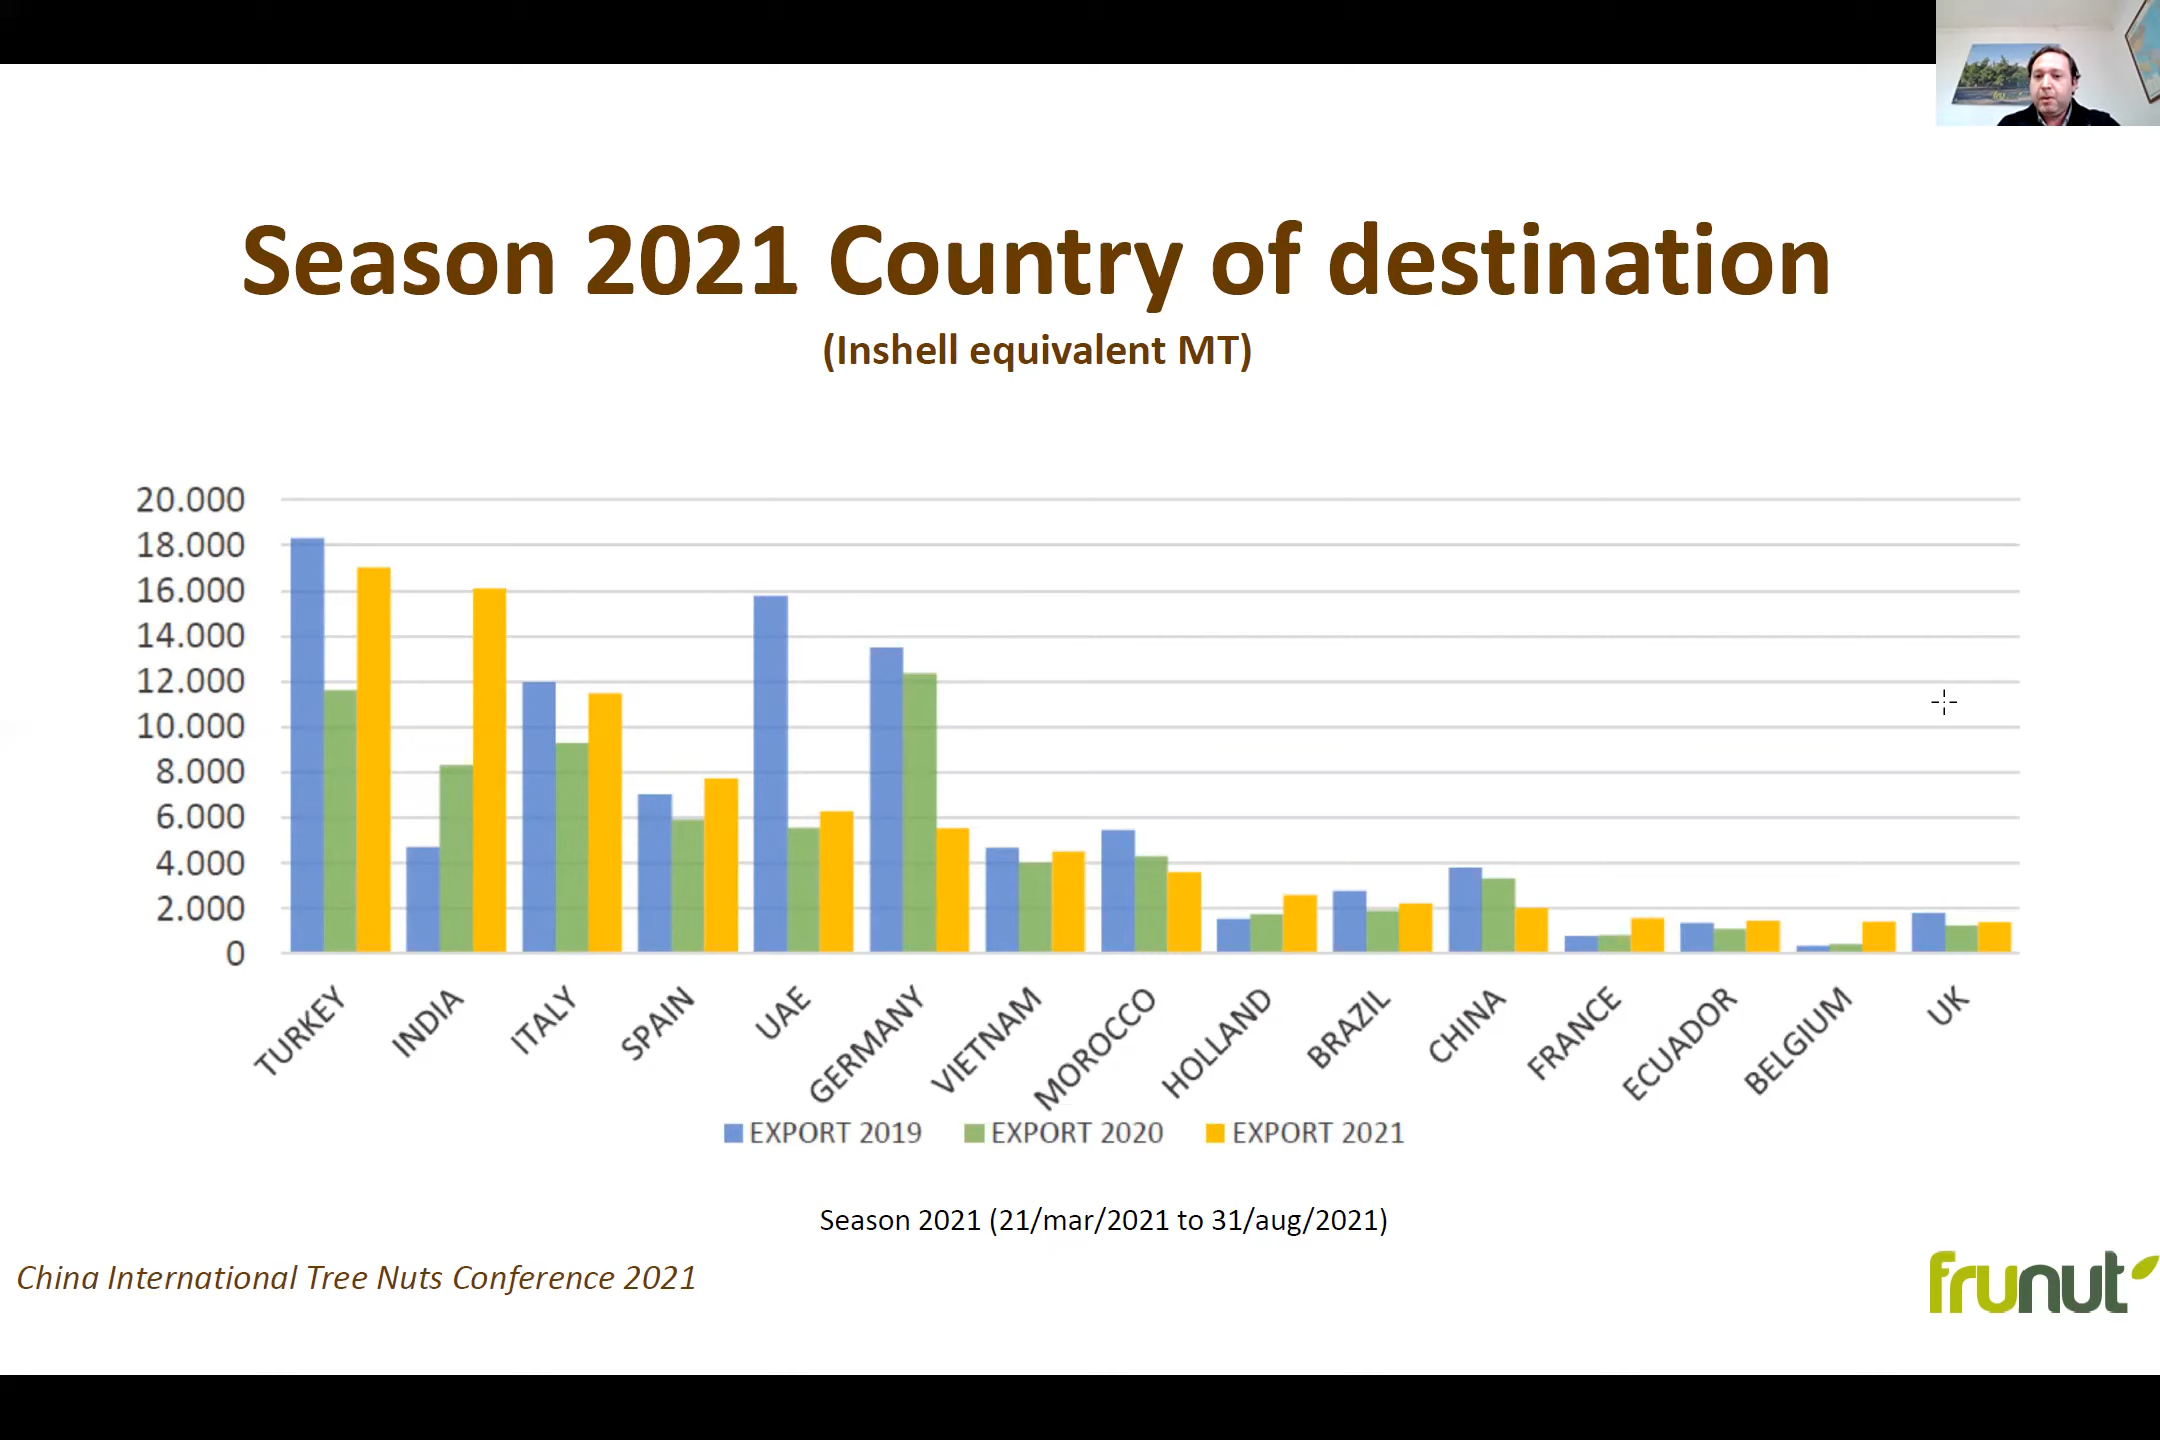 Season 2021 Country of destination
(Inshell equivalent MT)
20.000
18.000
16.000
14.000
12.000
10.000
8.000
6.000
4.000
2.000
0
TURKEY
INDIA
ITALY
SPAIN
UAE
GERMANY
VIETNAM
MOROCCO
HOLLAND
BRAZIL
CHINA
FRANCE
ECUADOR
BELGIUM
UK
EXPORT 2019 EXPORT 2020 EXPORT 2021
Season 2021 (21/mar/2021 to 31/aug/2021)
China International Tree Nuts Conference 2021
frunut